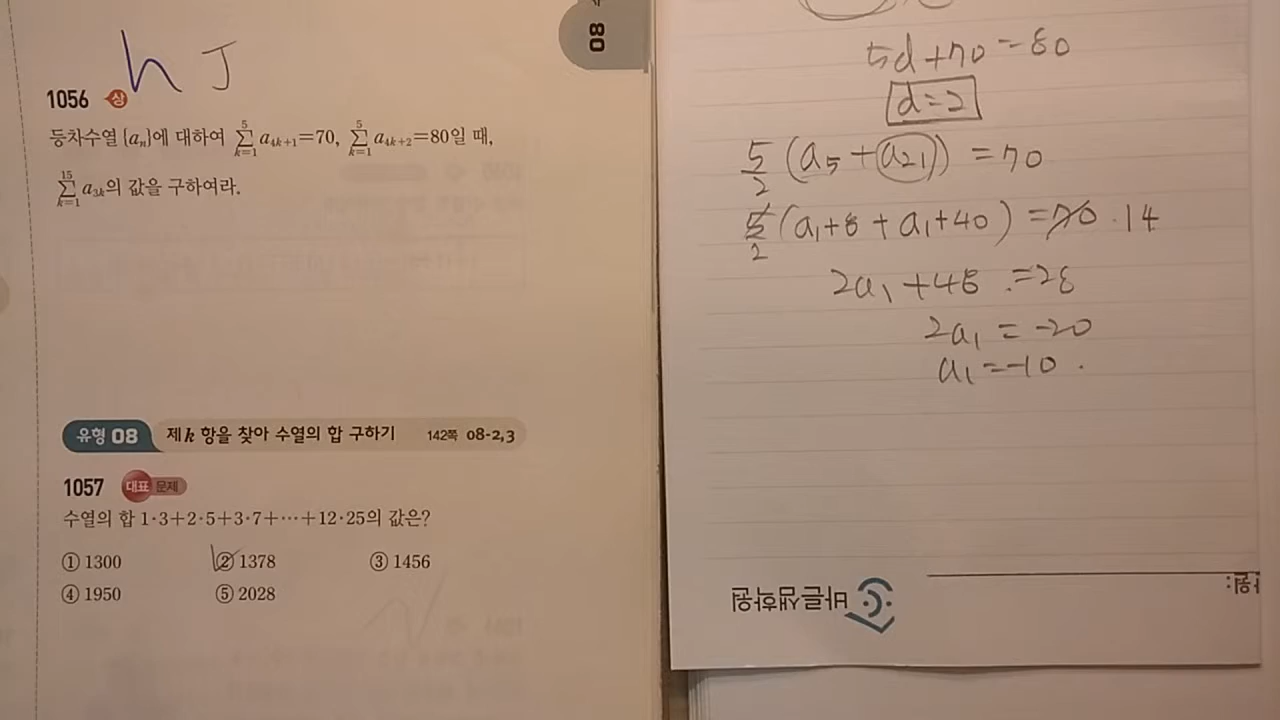 08
h J
1056 상
등차수열 {aₙ}에 대하여 ∑_{k=1}^{5} a_{4k+1}=70, ∑_{k=1}^{5} a_{4k+2}=80일 때,
∑_{k=1}^{15} a_{3k}의 값을 구하여라.
유형 08 제k항을 찾아 수열의 합 구하기 142쪽 08-2,3
1057 대표 문제
수열의 합 1·3+2·5+3·7+⋯+12·25의 값은?
① 1300 ② 1378 ③ 1456
④ 1950 ⑤ 2028
5d+70=80
d=2
5/2 (a₅+a₂₁) =70
5/2 (a₁+8+a₁+40) =70 · 14
2a₁+48 =28
2a₁ = -20
a₁=-10 .
바른샘학원